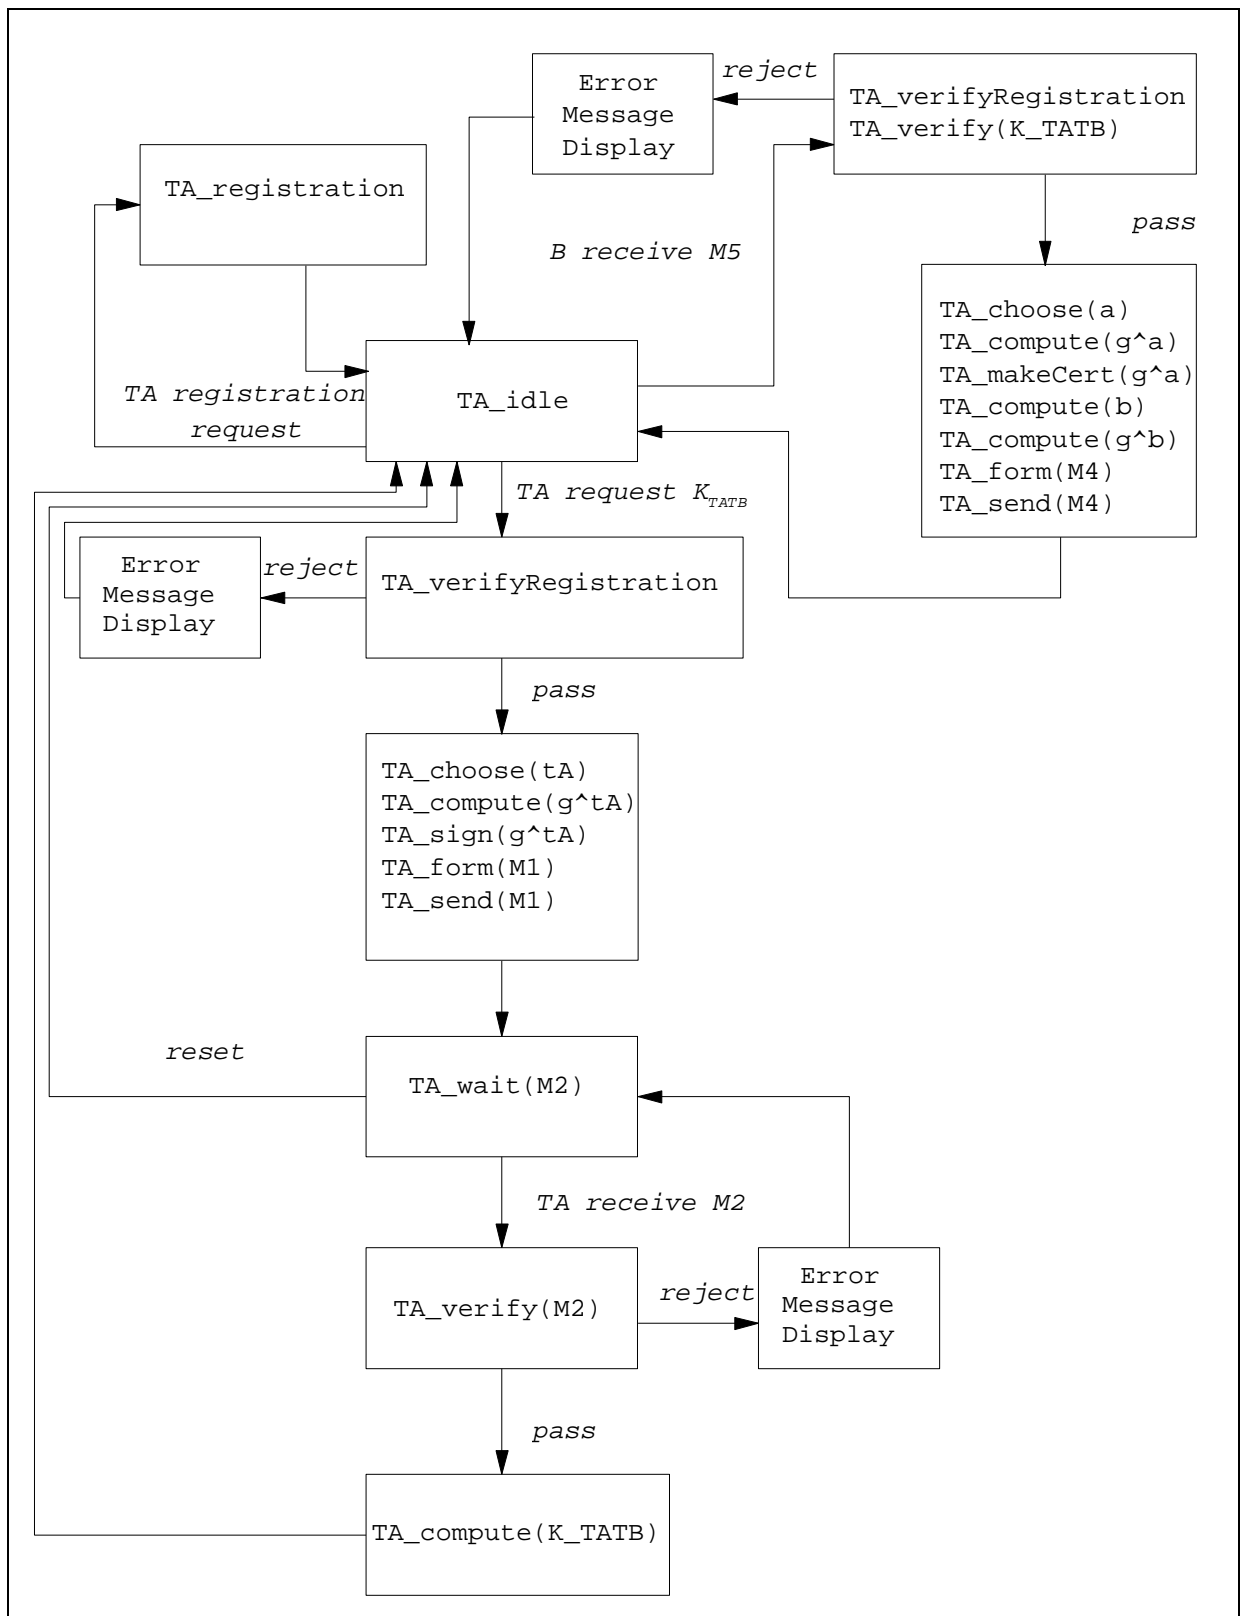 Error
Message
Display
reject
TA_verifyRegistration
TA_verify(K_TATB)
TA_registration
pass
B receive M5
TA_choose(a)
TA_compute(g^a)
TA_makeCert(g^a)
TA_compute(b)
TA_compute(g^b)
TA_form(M4)
TA_send(M4)
TA registration
request
TA_idle
TA request K_TATB
Error
Message
Display
reject
TA_verifyRegistration
pass
TA_choose(tA)
TA_compute(g^tA)
TA_sign(g^tA)
TA_form(M1)
TA_send(M1)
reset
TA_wait(M2)
TA receive M2
TA_verify(M2)
reject
Error
Message
Display
pass
TA_compute(K_TATB)